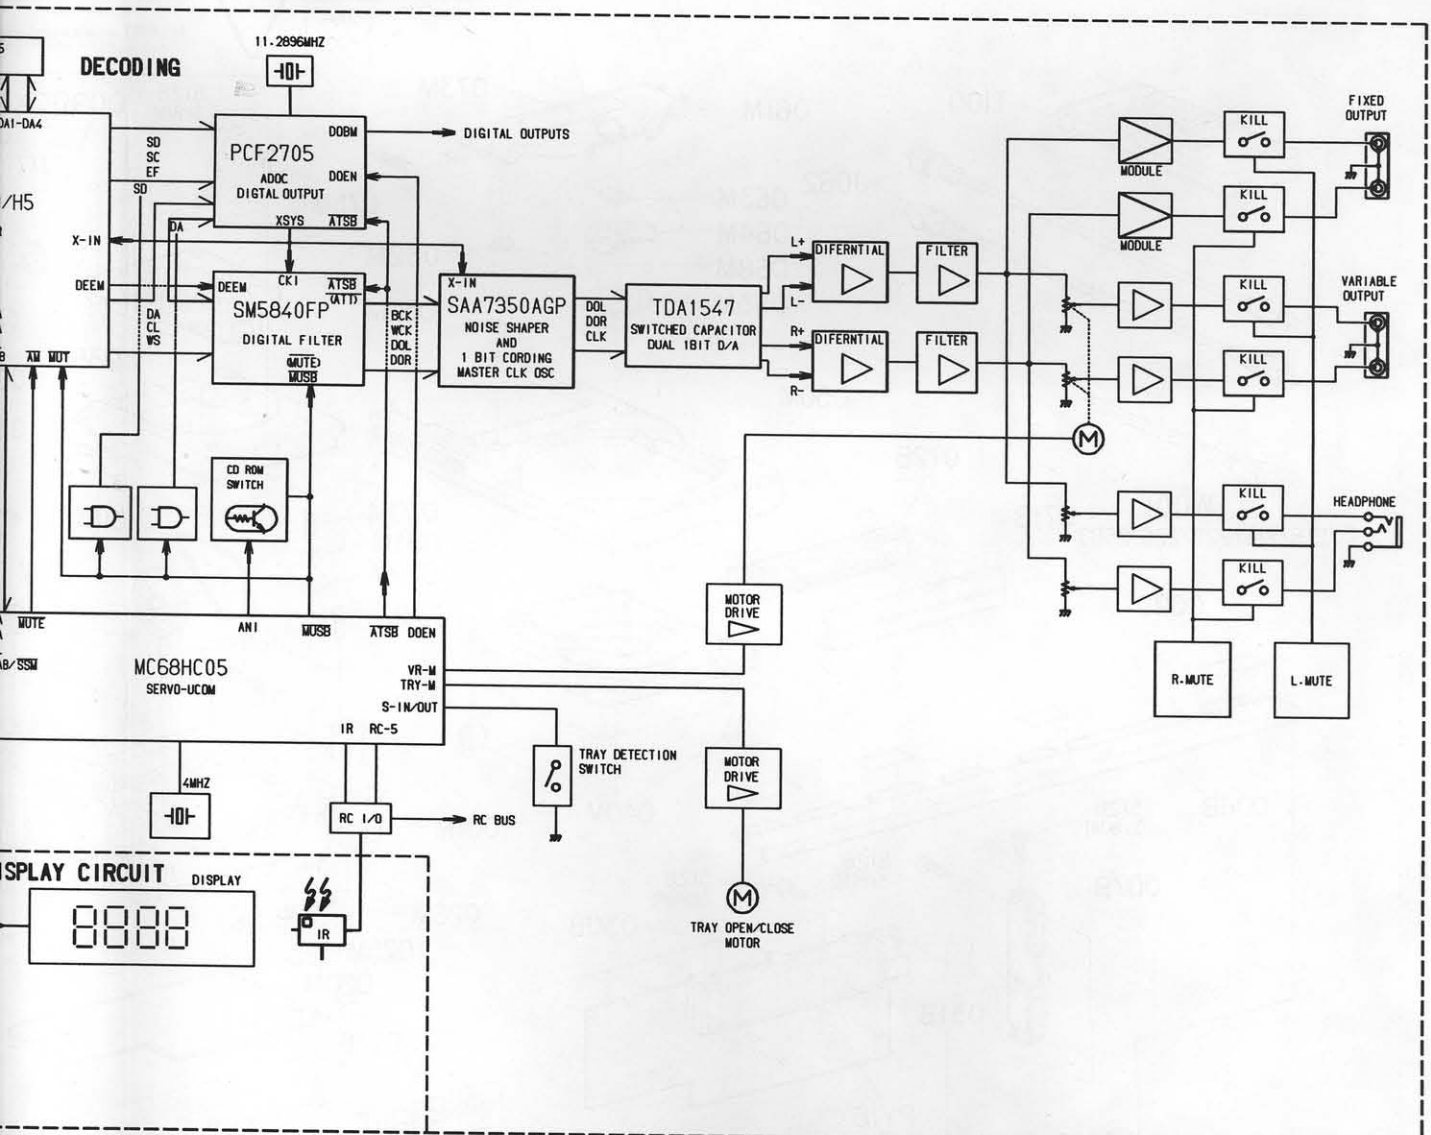 11.2896MHZ
DECODING
DA1-DA4
/H5
SD
SC
EF
SD
PCF2705
ADOC
DIGTAL OUTPUT
DOBM
DOEN
XSYS
ATSB
DIGITAL OUTPUTS
DA
X-IN
DEEM
DA
CL
WS
AM
MUT
CKI
DEEM
ATSB
(ATT)
SM5840FP
DIGITAL FILTER
(MUTE)
MUSB
BCK
WCK
DOL
DOR
X-IN
SAA7350AGP
NOISE SHAPER
AND
1 BIT CORDING
MASTER CLK OSC
DOL
DOR
CLK
TDA1547
SWITCHED CAPACITOR
DUAL 1BIT D/A
L+
L-
R+
R-
DIFERNTIAL
FILTER
DIFERNTIAL
FILTER
MODULE
MODULE
KILL
KILL
KILL
KILL
KILL
KILL
FIXED
OUTPUT
VARIABLE
OUTPUT
HEADPHONE
M
R.MUTE
L.MUTE
CD ROM
SWITCH
MUTE
ANI
MUSB
ATSB
DOEN
AB/SSM
MC68HC05
SERVO-UCOM
VR-M
TRY-M
S-IN/OUT
IR
RC-5
MOTOR
DRIVE
MOTOR
DRIVE
TRAY DETECTION
SWITCH
4MHZ
RC I/O
RC BUS
M
TRAY OPEN/CLOSE
MOTOR
ISPLAY CIRCUIT
DISPLAY
8888
IR